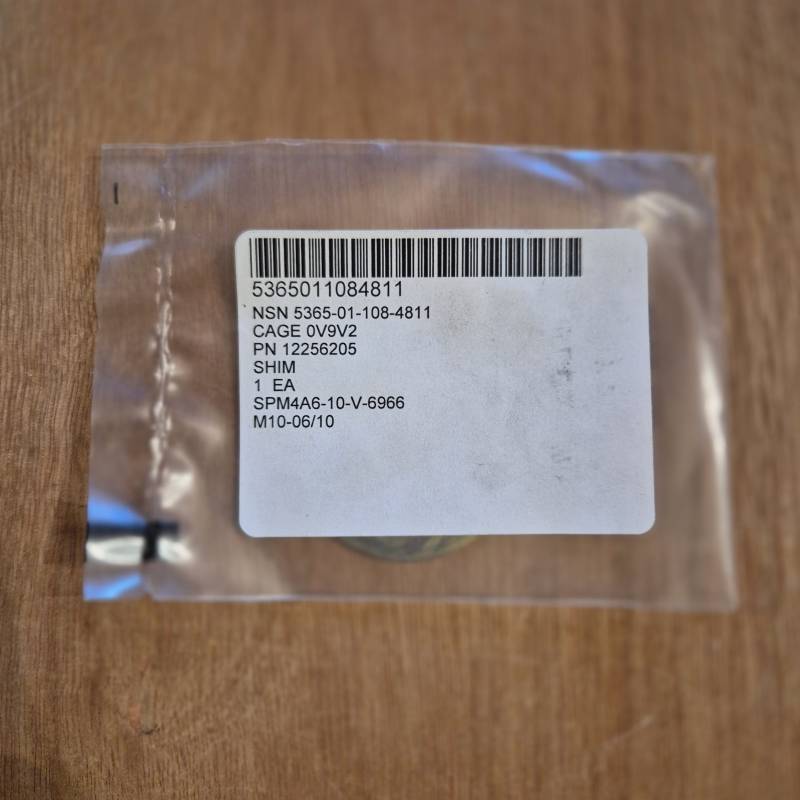 5365011084811
NSN 5365-01-108-4811
CAGE 0V9V2
PN 12256205
SHIM
1 EA
SPM4A6-10-V-6966
M10-06/10